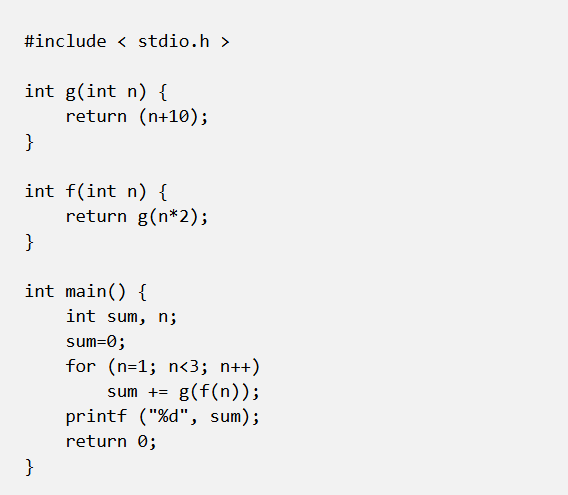 #include < stdio.h >
int g(int n) {
    return (n+10);
}
int f(int n) {
    return g(n*2);
}
int main() {
    int sum, n;
    sum=0;
    for (n=1; n<3; n++)
        sum += g(f(n));
    printf ("%d", sum);
    return 0;
}